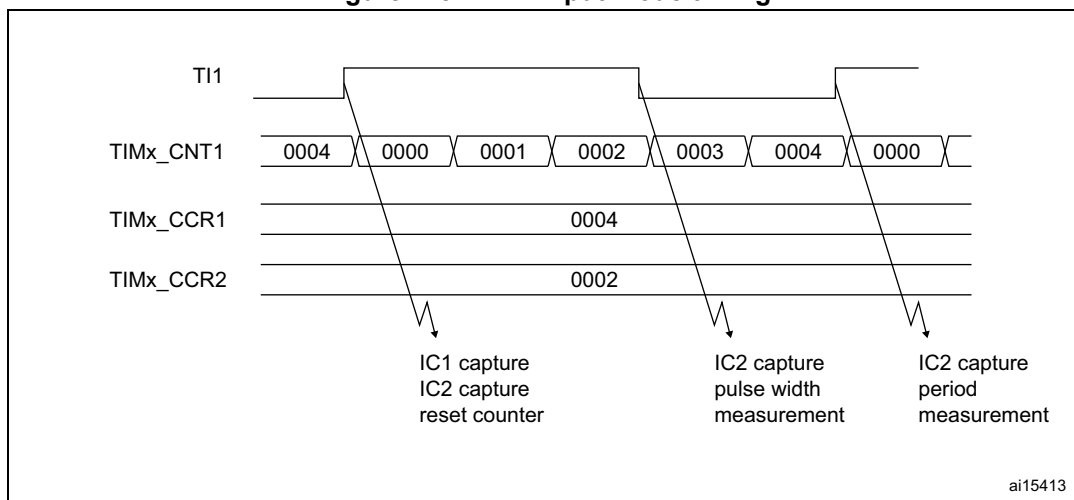 TI1
TIMx_CNT1 0004 0000 0001 0002 0003 0004 0000
TIMx_CCR1 0004
TIMx_CCR2 0002
IC1 capture
IC2 capture
reset counter
IC2 capture
pulse width
measurement
IC2 capture
period
measurement
ai15413